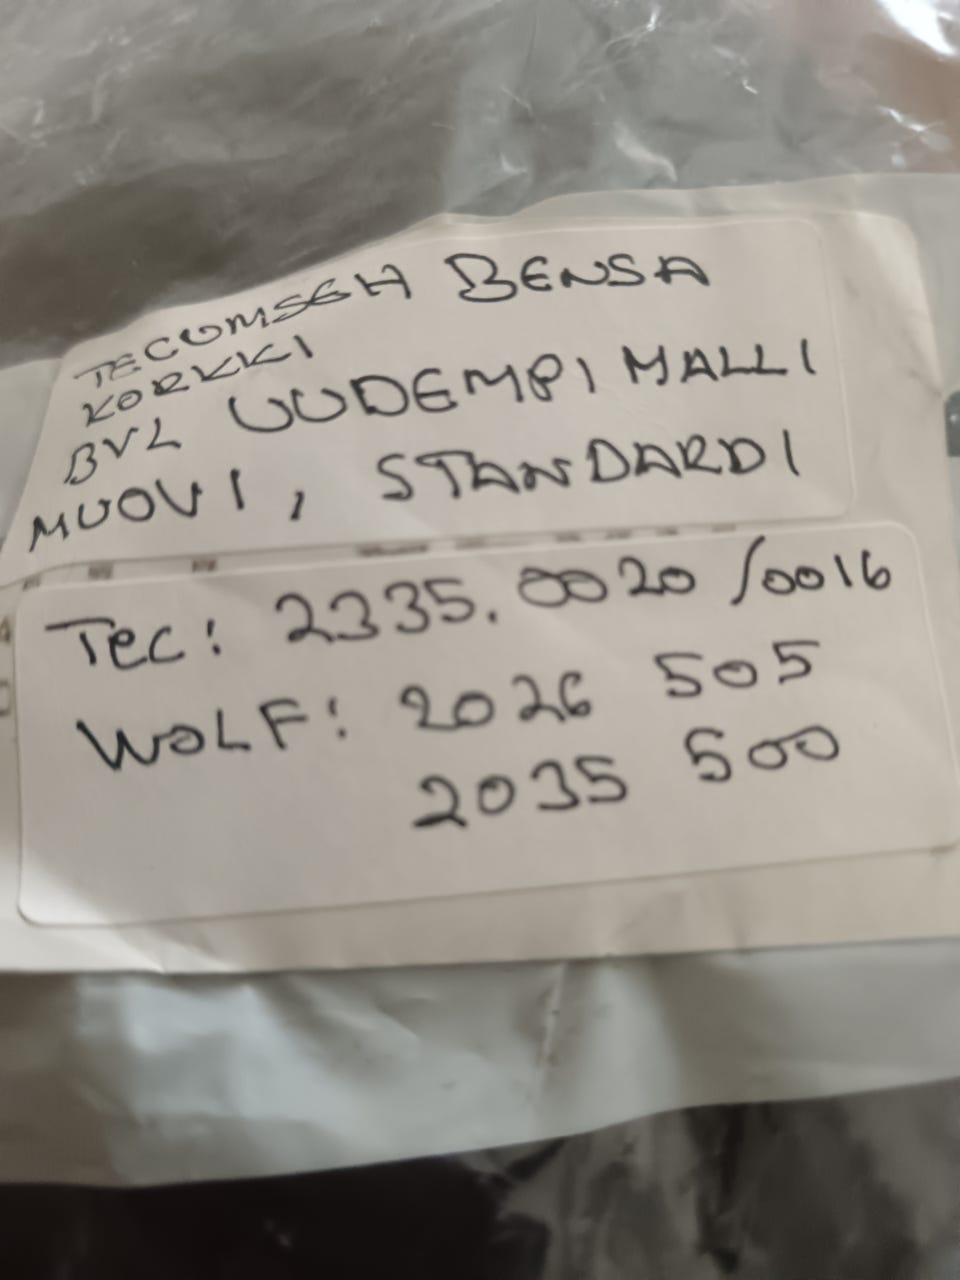 TECUMSEH BENSA
KORKKI
BVL UUDEMPI MALLI
MUOVI, STANDARDI
TEC: 2335.0020/0016
WOLF: 2026 505
2035 500